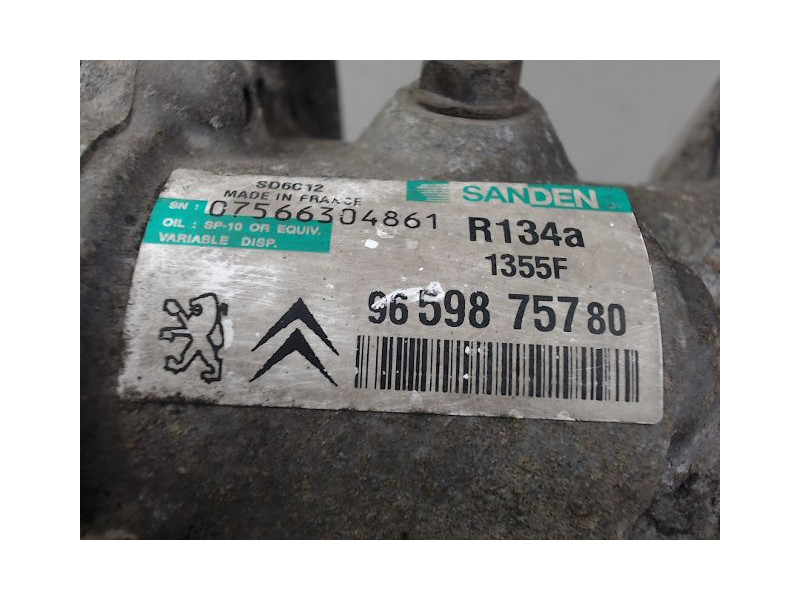 SD6C12
MADE IN FRANCE
SANDEN
SN: 07566304861
OIL: SP-10 OR EQUIV.
VARIABLE DISP.
R134a
1355F
96 598 757 80